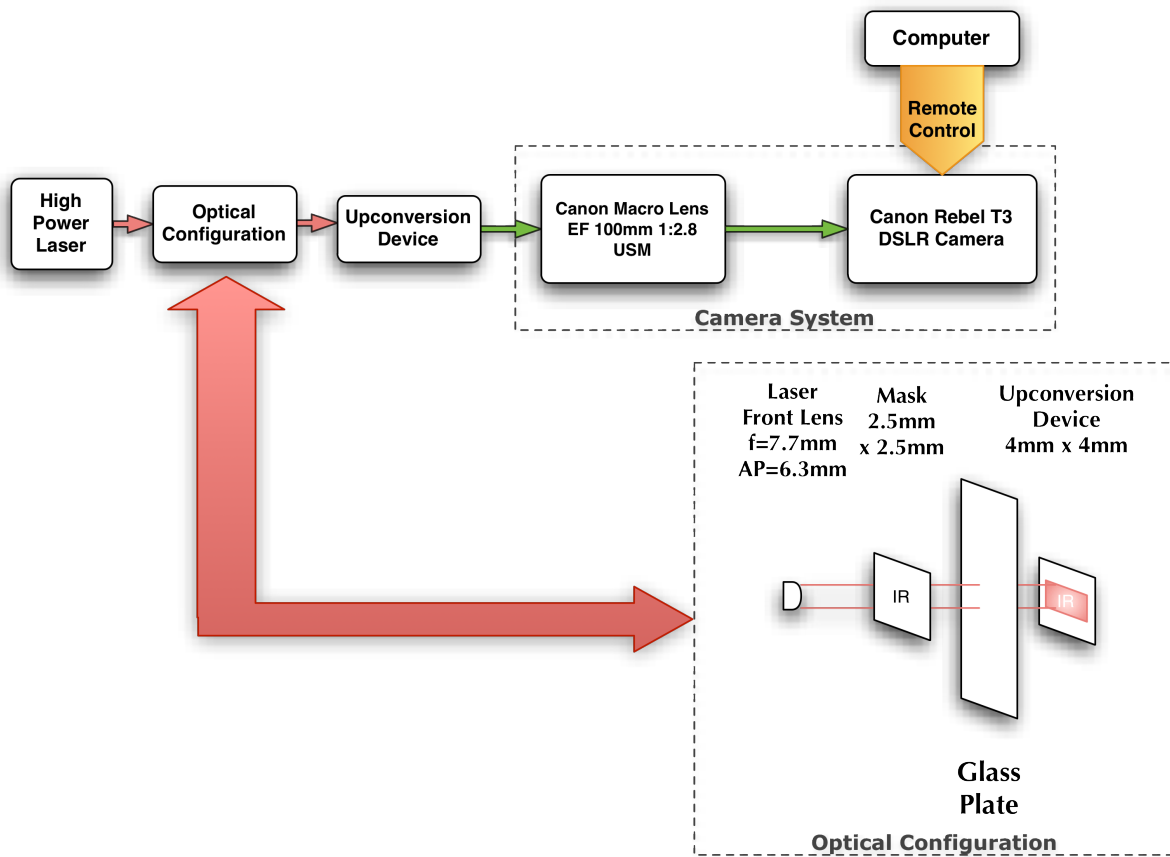 Computer
Remote
Control
High
Power
Laser
Optical
Configuration
Upconversion
Device
Canon Macro Lens
EF 100mm 1:2.8
USM
Canon Rebel T3
DSLR Camera
Camera System
Laser
Front Lens
f=7.7mm
AP=6.3mm
Mask
2.5mm
x 2.5mm
Upconversion
Device
4mm x 4mm
IR
IR
Glass
Plate
Optical Configuration